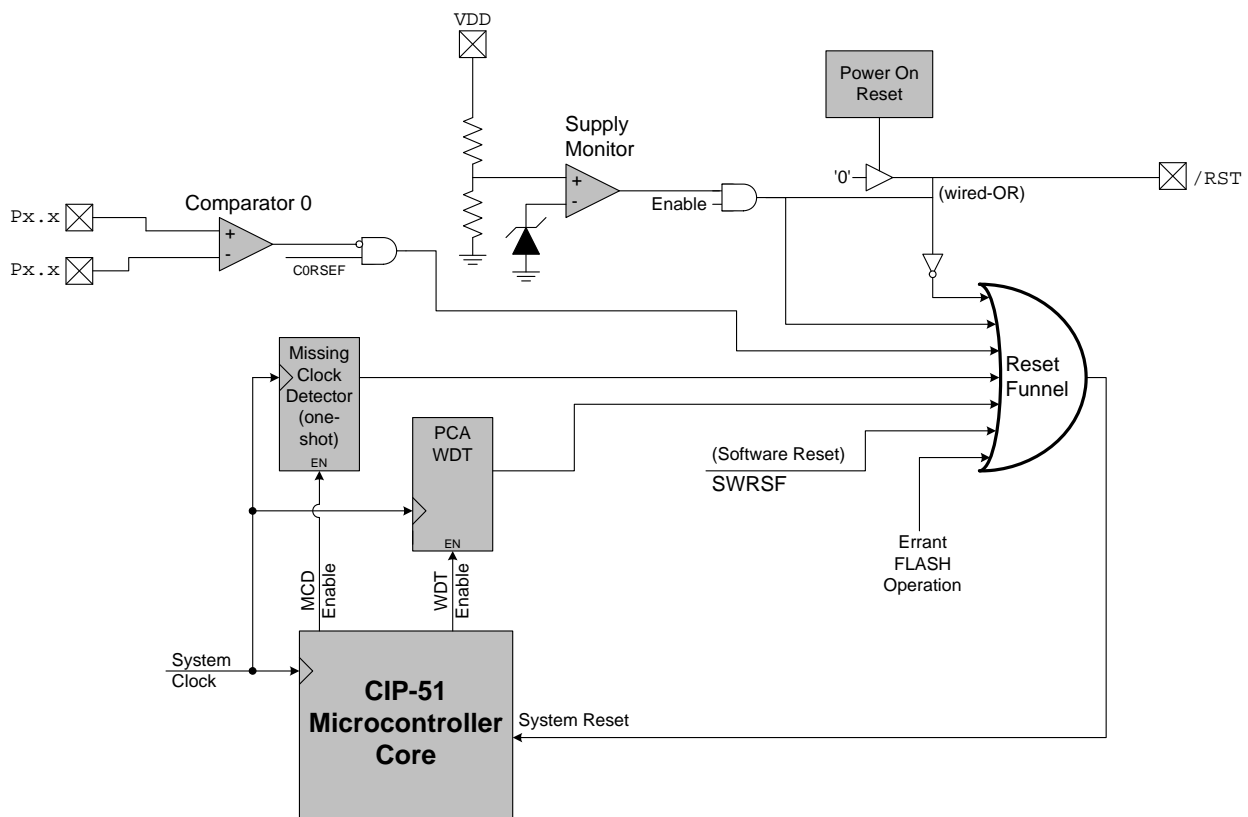 VDD
Power On
Reset
Supply
Monitor
+
-
Enable
'0'
(wired-OR)
/RST
Px.x
Px.x
Comparator 0
+
-
C0RSEF
Missing
Clock
Detector
(one-
shot)
EN
PCA
WDT
EN
Reset
Funnel
(Software Reset)
SWRSF
Errant
FLASH
Operation
MCD
Enable
WDT
Enable
System
Clock
CIP-51
Microcontroller
Core
System Reset